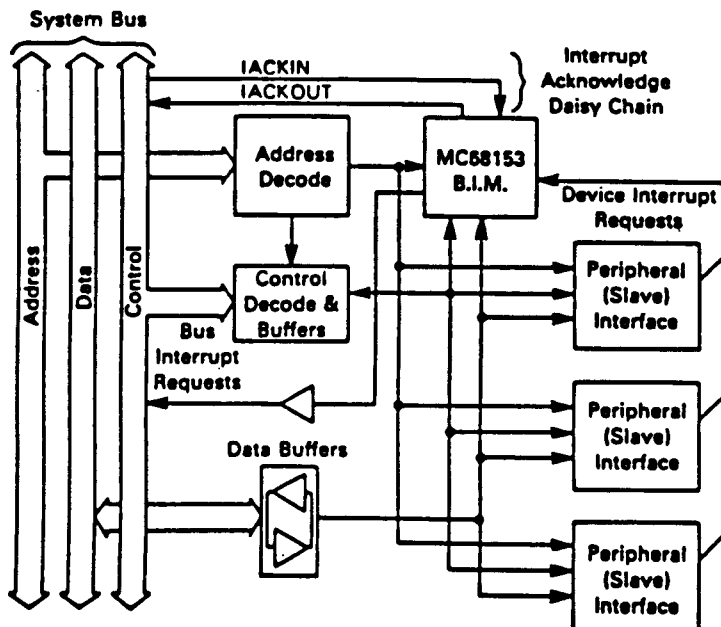 System Bus
IACKIN
IACKOUT
Interrupt
Acknowledge
Daisy Chain
Address
Decode
MC68153
B.I.M.
Device Interrupt
Requests
Address
Data
Control
Control
Decode &
Buffers
Bus
Interrupt
Requests
Peripheral
(Slave)
Interface
Data Buffers
Peripheral
(Slave)
Interface
Peripheral
(Slave)
Interface